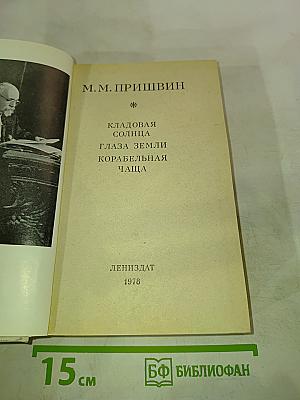 М. М. ПРИШВИН
*
КЛАДОВАЯ
СОЛНЦА
ГЛАЗА ЗЕМЛИ
КОРАБЕЛЬНАЯ
ЧАЩА
ЛЕНИЗДАТ
1978
15 см
БФ БИБЛИОФАН